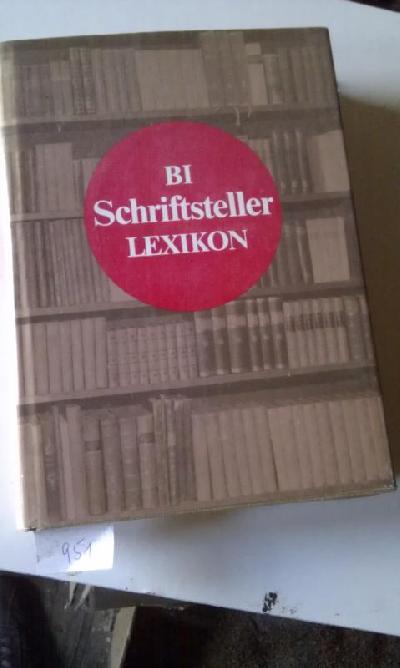 BI
Schriftsteller
LEXIKON
951